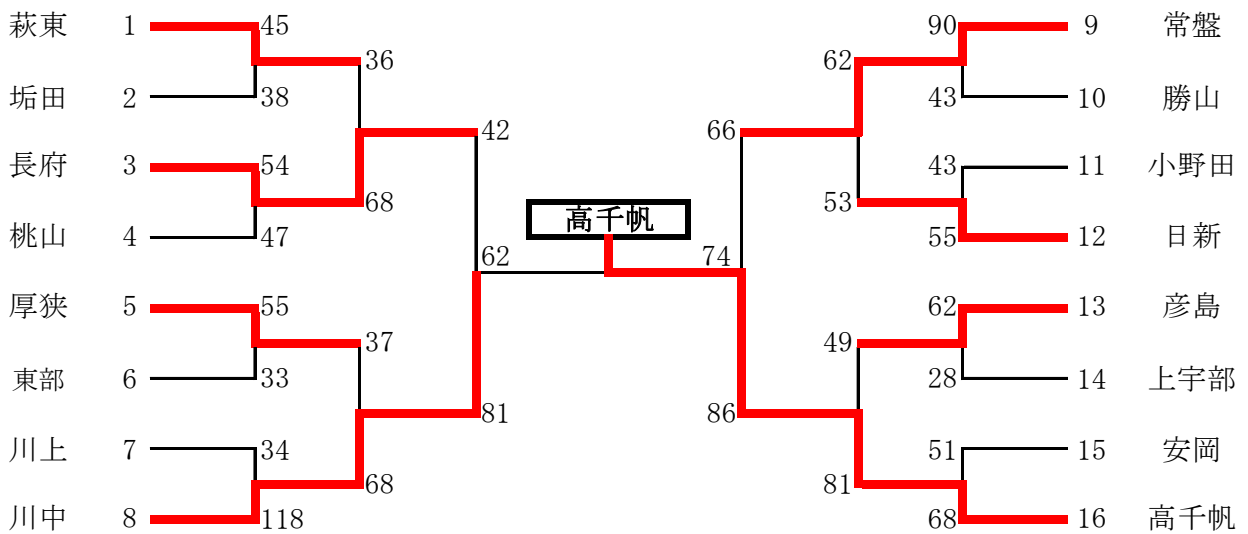 萩東 1 45 90 9 常盤
36 62
垢田 2 38 43 10 勝山
42 66
長府 3 54 43 11 小野田
68 53
高千帆
桃山 4 47 55 12 日新
62 74
厚狭 5 55 62 13 彦島
37 49
東部 6 33 28 14 上宇部
81 86
川上 7 34 51 15 安岡
68 81
川中 8 118 68 16 高千帆